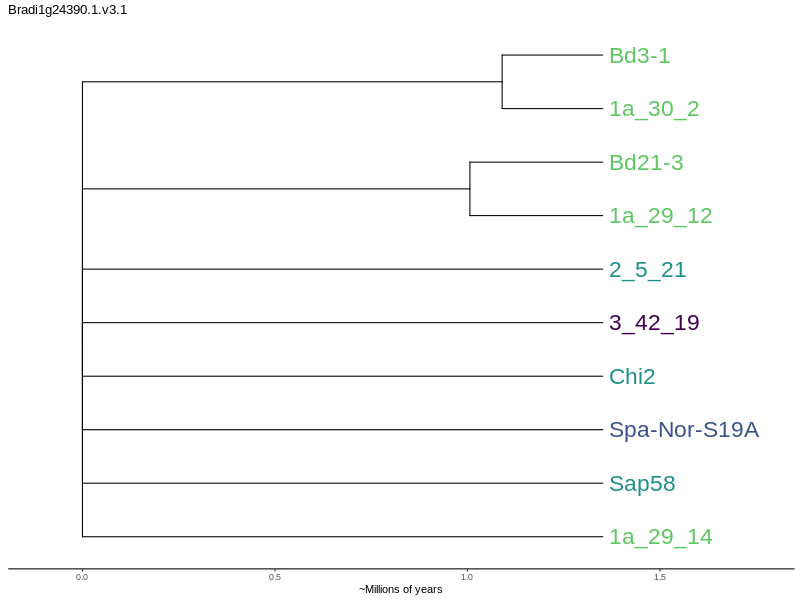 Bradi1g24390.1.v3.1
Bd3-1
1a_30_2
Bd21-3
1a_29_12
2_5_21
3_42_19
Chi2
Spa-Nor-S19A
Sap58
1a_29_14
0.0 0.5 1.0 1.5
~Millions of years